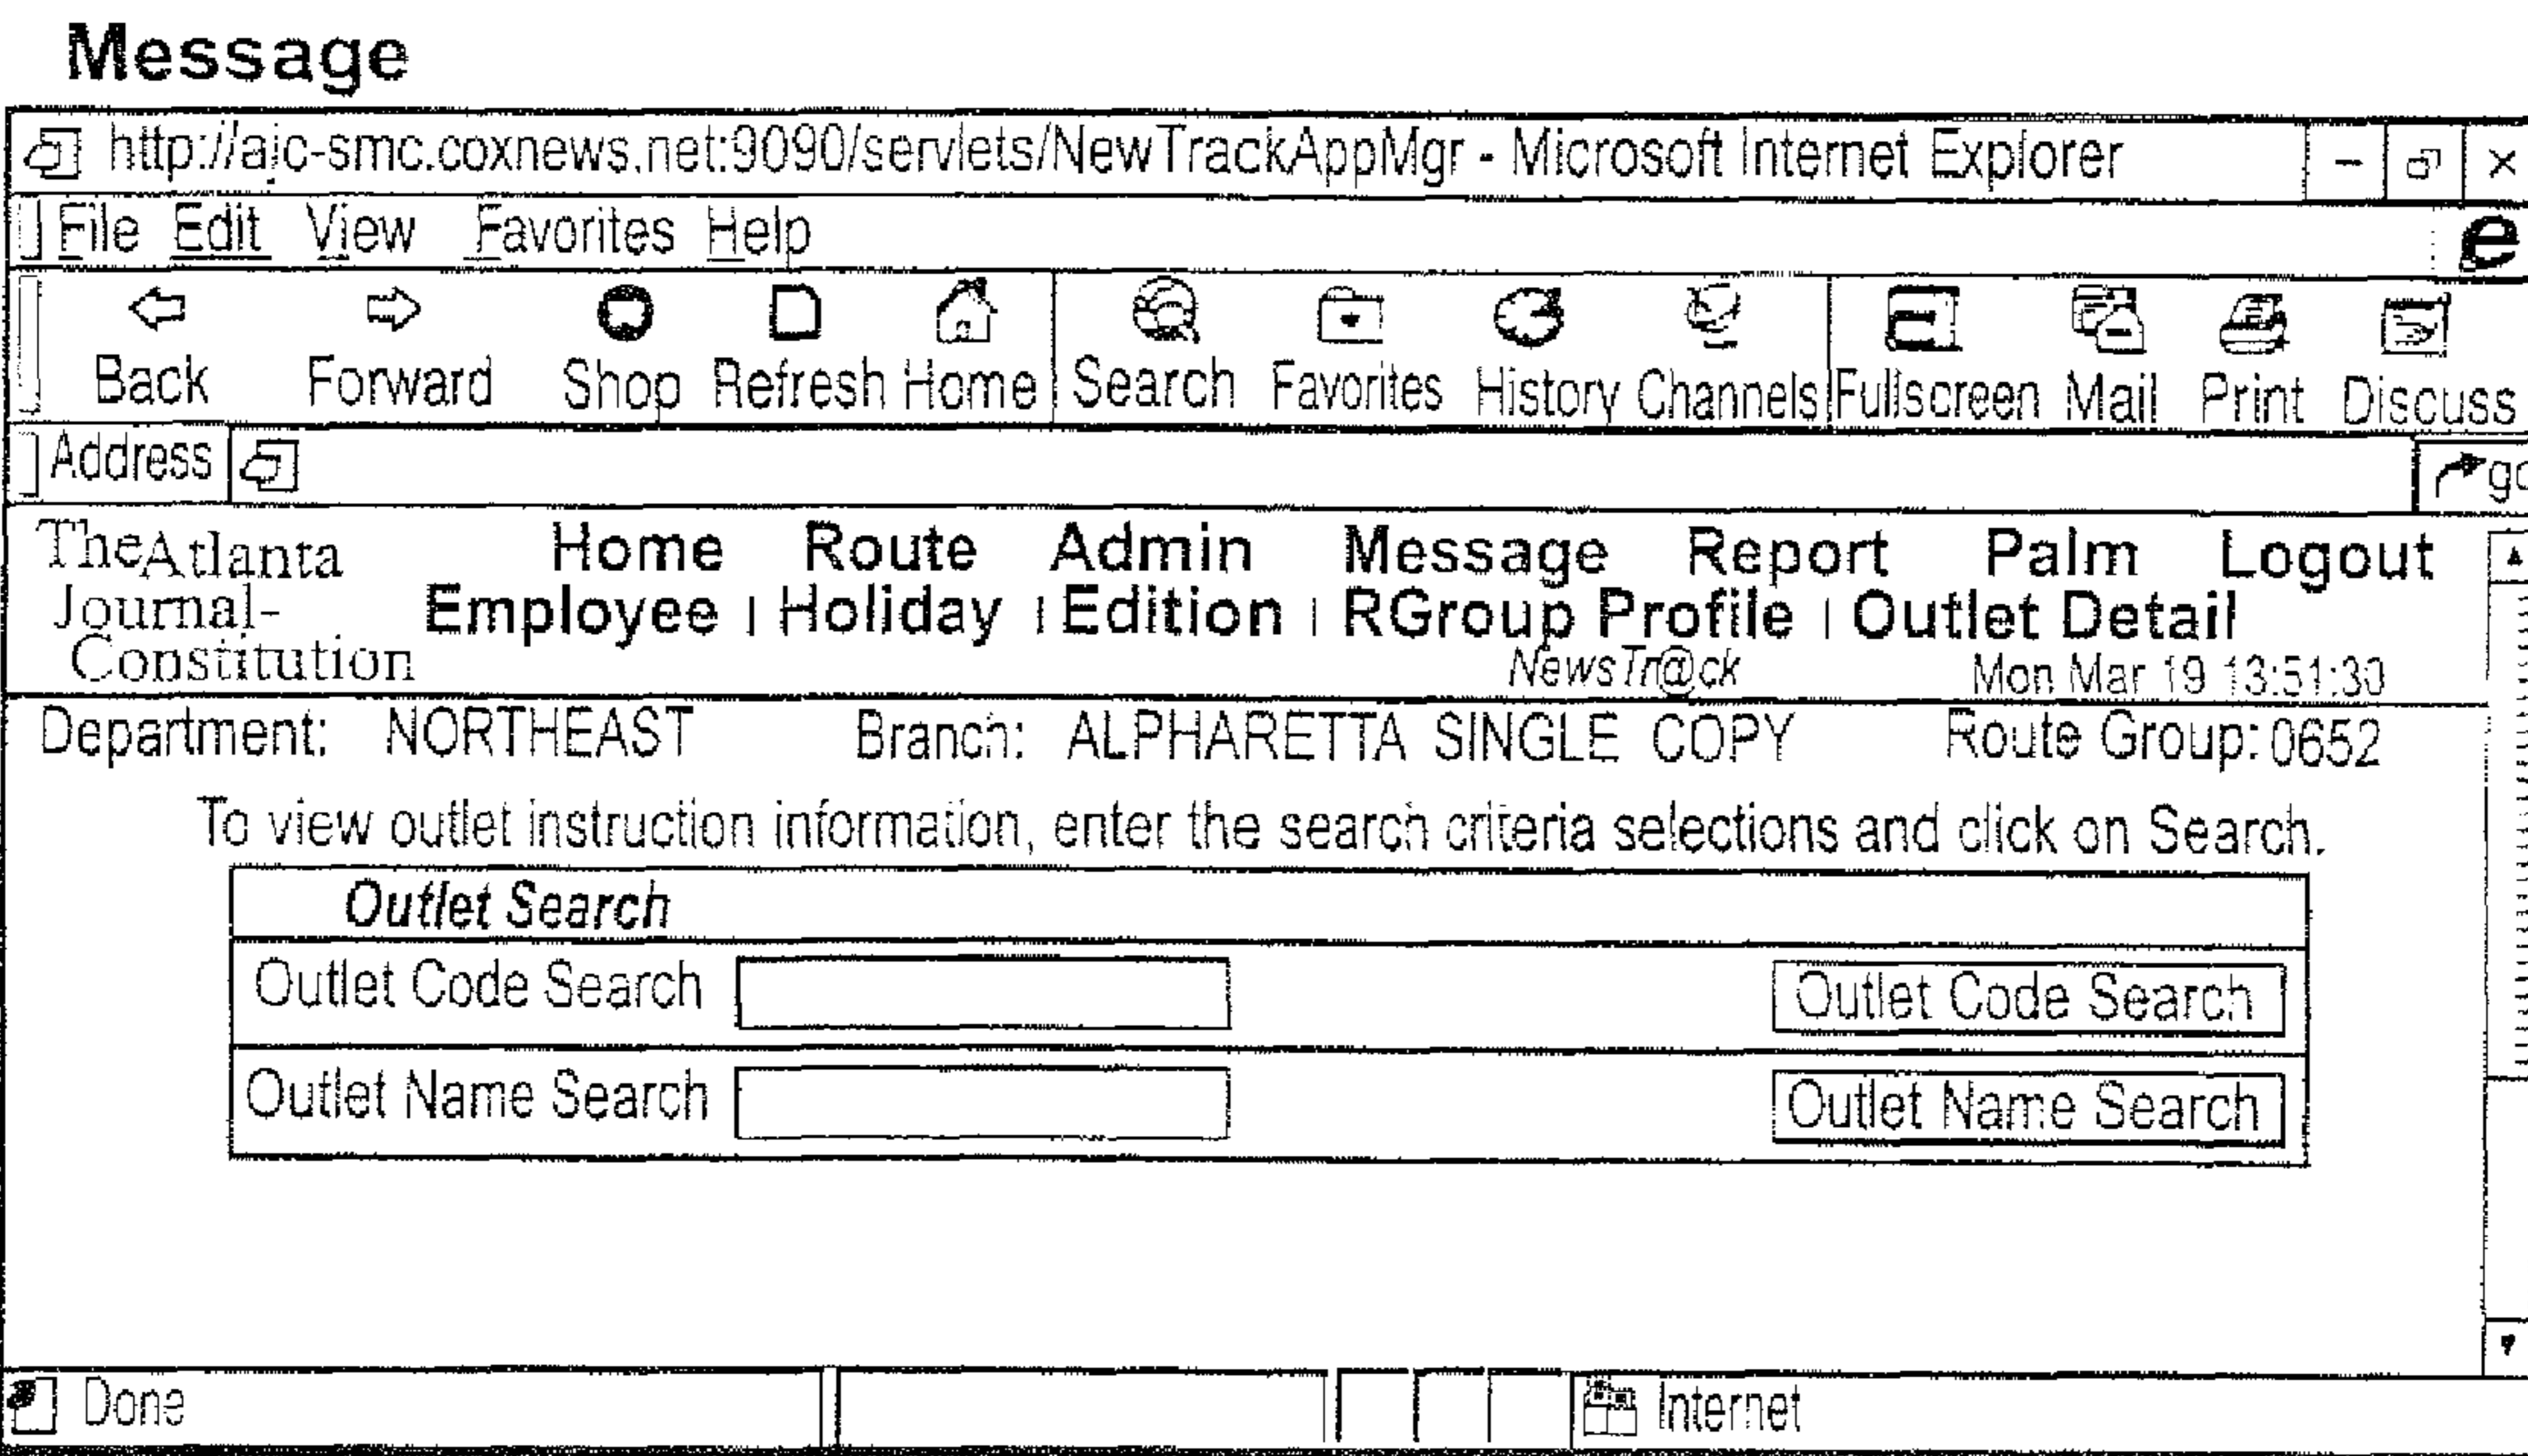 Message
http://ajc-smc.coxnews.net:9090/servlets/NewTrackAppMgr - Microsoft Internet Explorer
File Edit View Favorites Help
Back Forward Shop Refresh Home Search Favorites History Channels Fullscreen Mail Print Discuss
Address go
The Atlanta Journal-Constitution
Home Route Admin Message Report Palm Logout
Employee | Holiday | Edition | RGroup Profile | Outlet Detail
NewsTr@ck Mon Mar 19 13:51:30
Department: NORTHEAST Branch: ALPHARETTA SINGLE COPY Route Group: 0652
To view outlet instruction information, enter the search criteria selections and click on Search.
Outlet Search
Outlet Code Search Outlet Code Search
Outlet Name Search Outlet Name Search
Done Internet